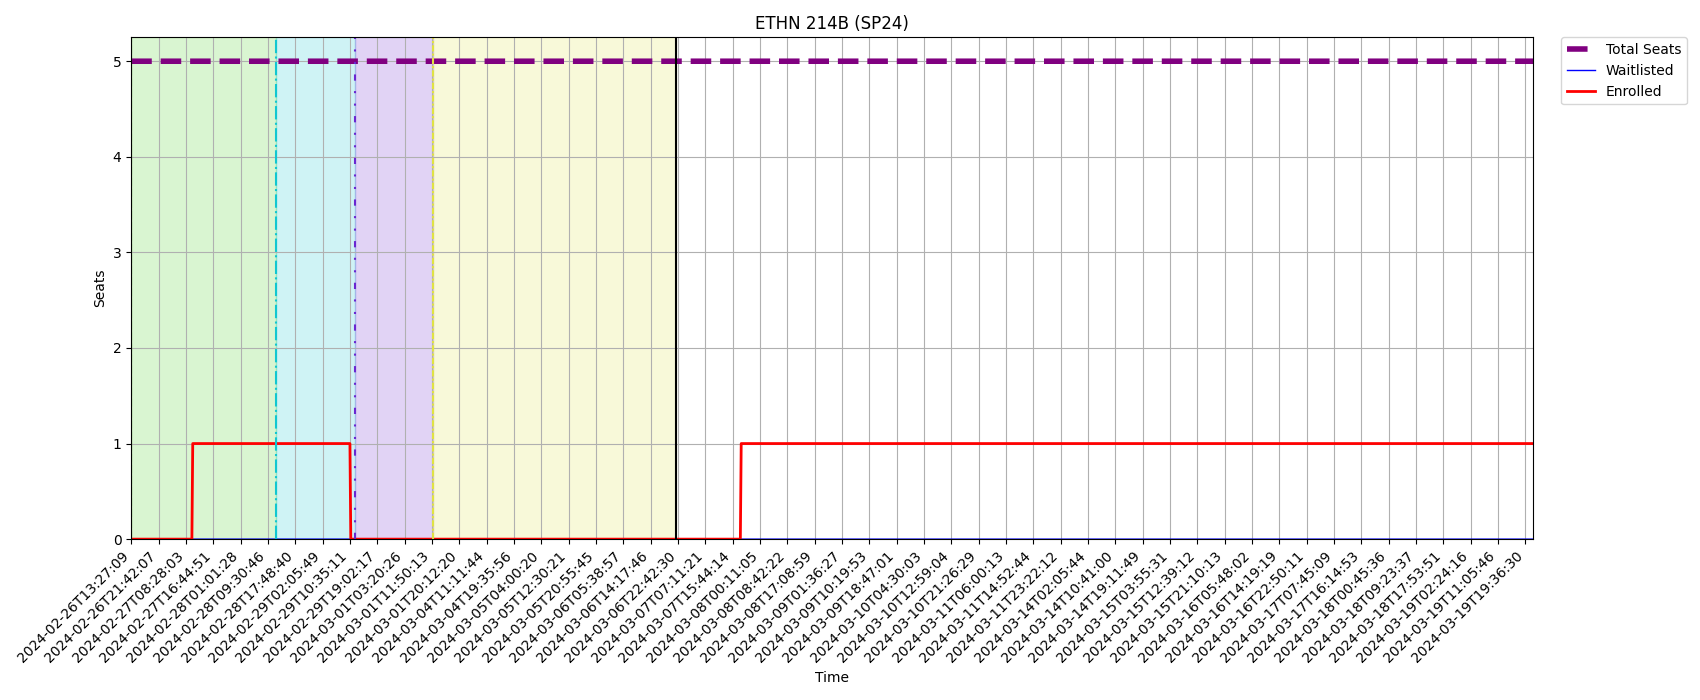 ETHN 214B (SP24)
Total Seats
Waitlisted
Enrolled
Seats
5
4
3
2
1
0
2024-02-26T13:27:09
2024-02-26T21:42:07
2024-02-27T08:28:03
2024-02-27T16:44:51
2024-02-28T01:01:28
2024-02-28T09:30:46
2024-02-28T17:48:40
2024-02-29T02:05:49
2024-02-29T10:35:11
2024-02-29T19:02:17
2024-03-01T03:20:26
2024-03-01T11:50:13
2024-03-01T20:12:20
2024-03-04T11:11:44
2024-03-04T19:35:56
2024-03-05T04:00:20
2024-03-05T12:30:21
2024-03-05T20:55:45
2024-03-06T05:38:57
2024-03-06T14:17:46
2024-03-06T22:42:30
2024-03-07T07:11:21
2024-03-07T15:44:14
2024-03-08T00:11:05
2024-03-08T08:42:22
2024-03-08T17:08:59
2024-03-09T01:36:27
2024-03-09T10:19:53
2024-03-09T18:47:01
2024-03-10T04:30:03
2024-03-10T12:59:04
2024-03-10T21:26:29
2024-03-11T06:00:13
2024-03-11T14:52:44
2024-03-11T23:22:12
2024-03-14T02:05:44
2024-03-14T10:41:00
2024-03-14T19:11:49
2024-03-15T03:55:31
2024-03-15T12:39:12
2024-03-15T21:10:13
2024-03-16T05:48:02
2024-03-16T14:19:19
2024-03-16T22:50:11
2024-03-17T07:45:09
2024-03-17T16:14:53
2024-03-18T00:45:36
2024-03-18T09:23:37
2024-03-18T17:53:51
2024-03-19T02:24:16
2024-03-19T11:05:46
2024-03-19T19:36:30
Time